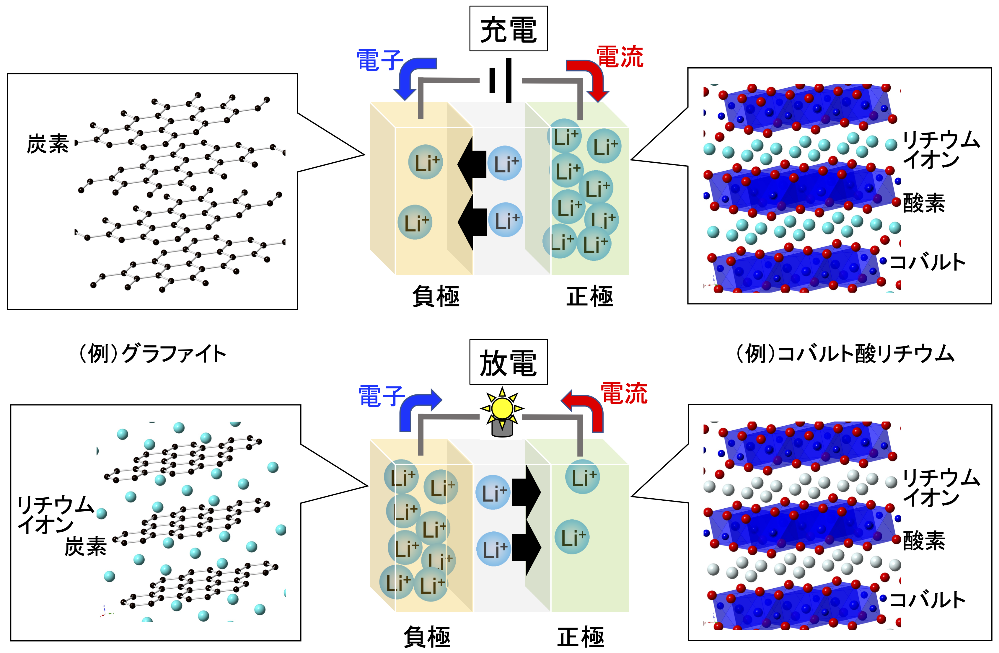 充電
電子
電流
炭素
Li⁺
Li⁺
Li⁺
Li⁺
Li⁺
Li⁺
Li⁺
Li⁺
Li⁺
Li⁺
Li⁺
Li⁺
リチウム
イオン
酸素
コバルト
負極
正極
（例）グラファイト
（例）コバルト酸リチウム
放電
電子
電流
リチウム
イオン
炭素
Li⁺
Li⁺
Li⁺
Li⁺
Li⁺
Li⁺
Li⁺
Li⁺
Li⁺
Li⁺
Li⁺
Li⁺
リチウム
イオン
酸素
コバルト
負極
正極